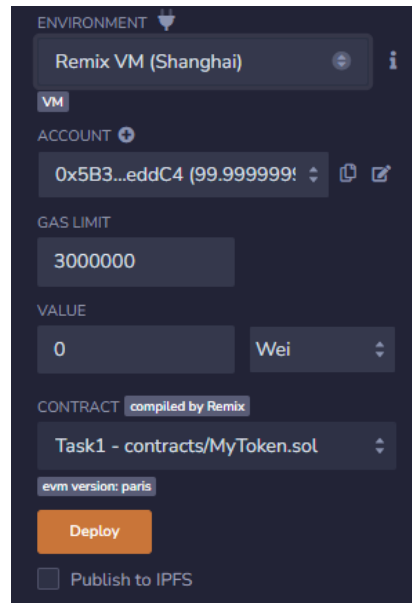 ENVIRONMENT
Remix VM (Shanghai)
VM
ACCOUNT
0x5B3...eddC4 (99.9999999
GAS LIMIT
3000000
VALUE
0 Wei
CONTRACT compiled by Remix
Task1 - contracts/MyToken.sol
evm version: paris
Deploy
Publish to IPFS